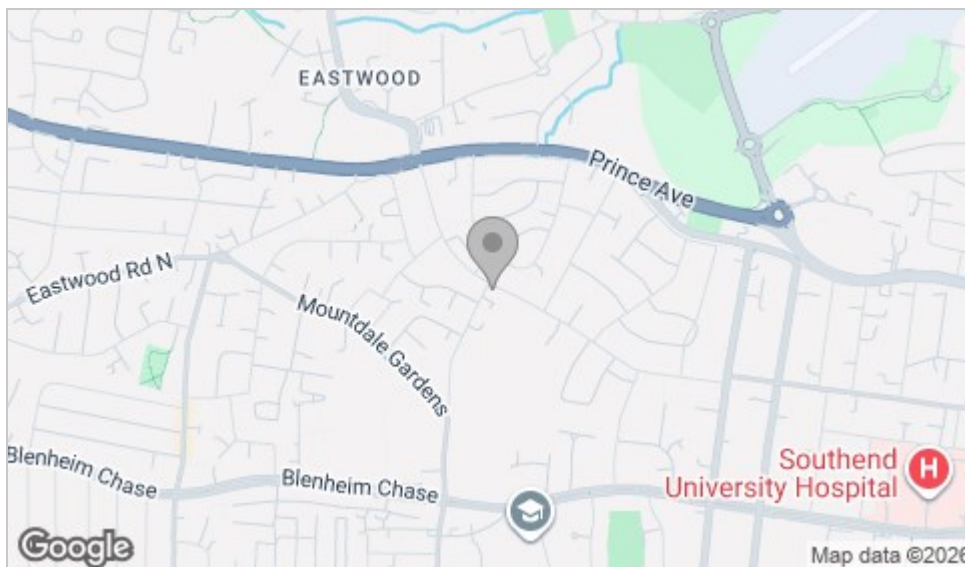 EASTWOOD
Prince Ave
Eastwood Rd N
Mountdale Gardens
Blenheim Chase
Blenheim Chase
Southend
University Hospital
H
Google
Map data ©2026